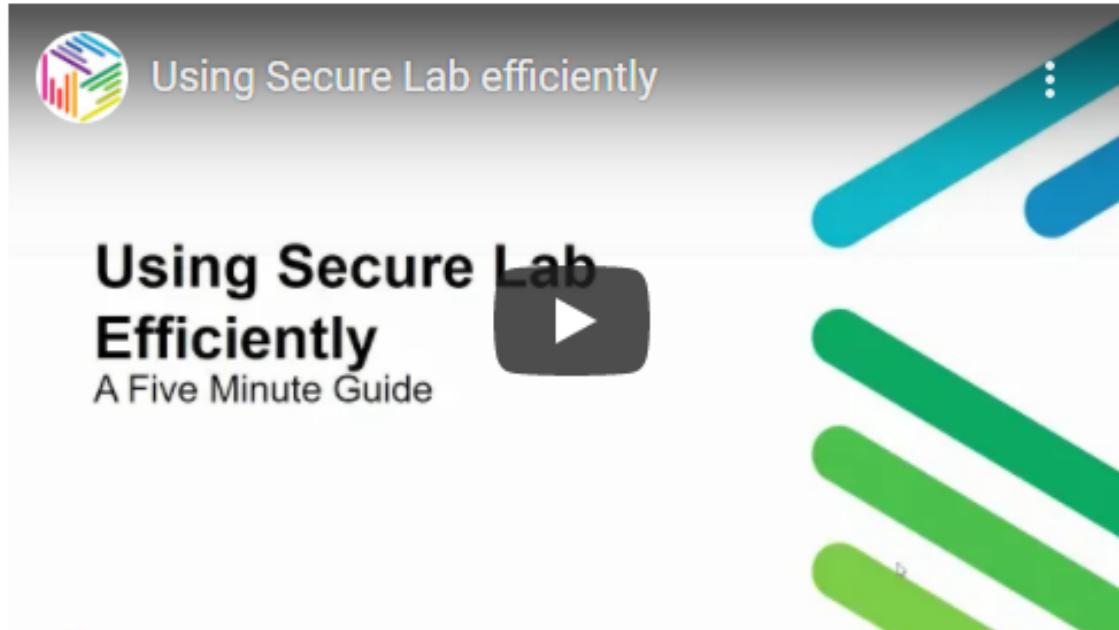 Using Secure Lab efficiently
Using Secure Lab
Efficiently
A Five Minute Guide